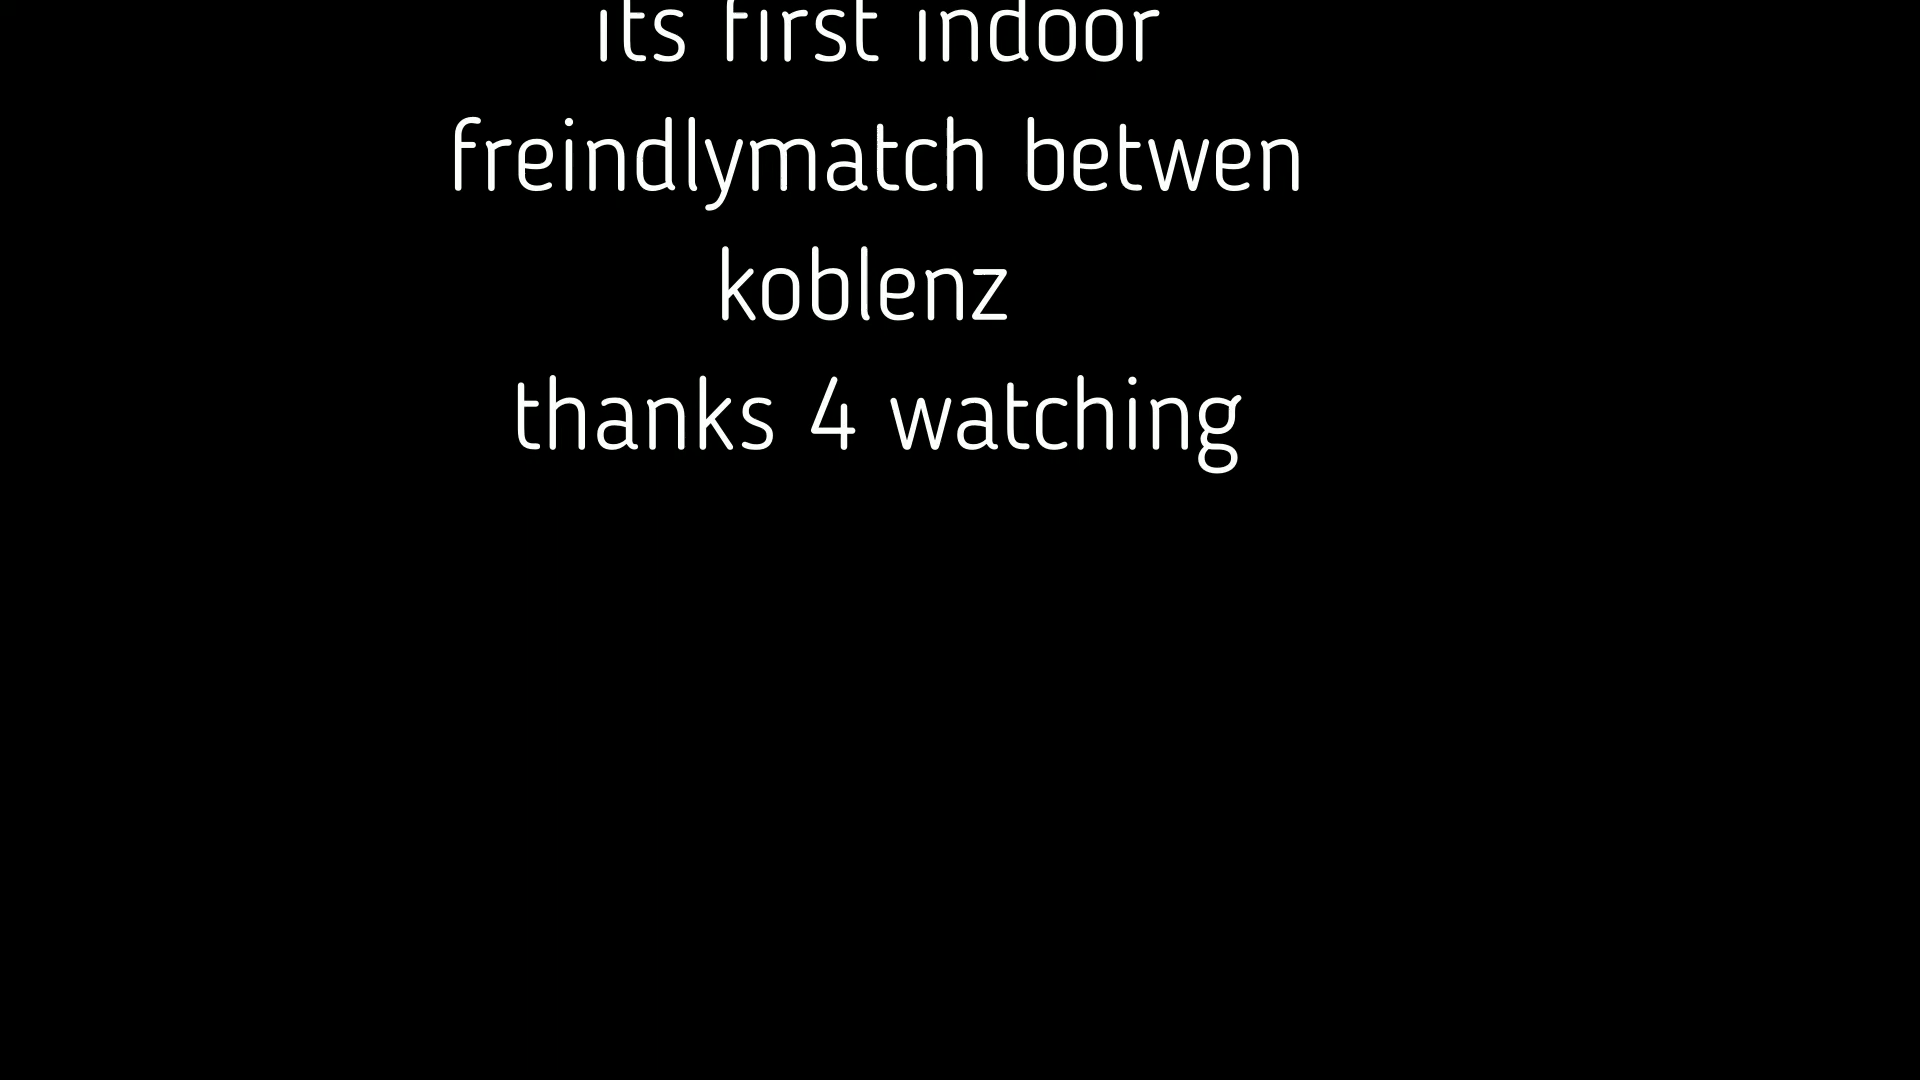 its first indoor
freindlymatch betwen
koblenz
thanks 4 watching